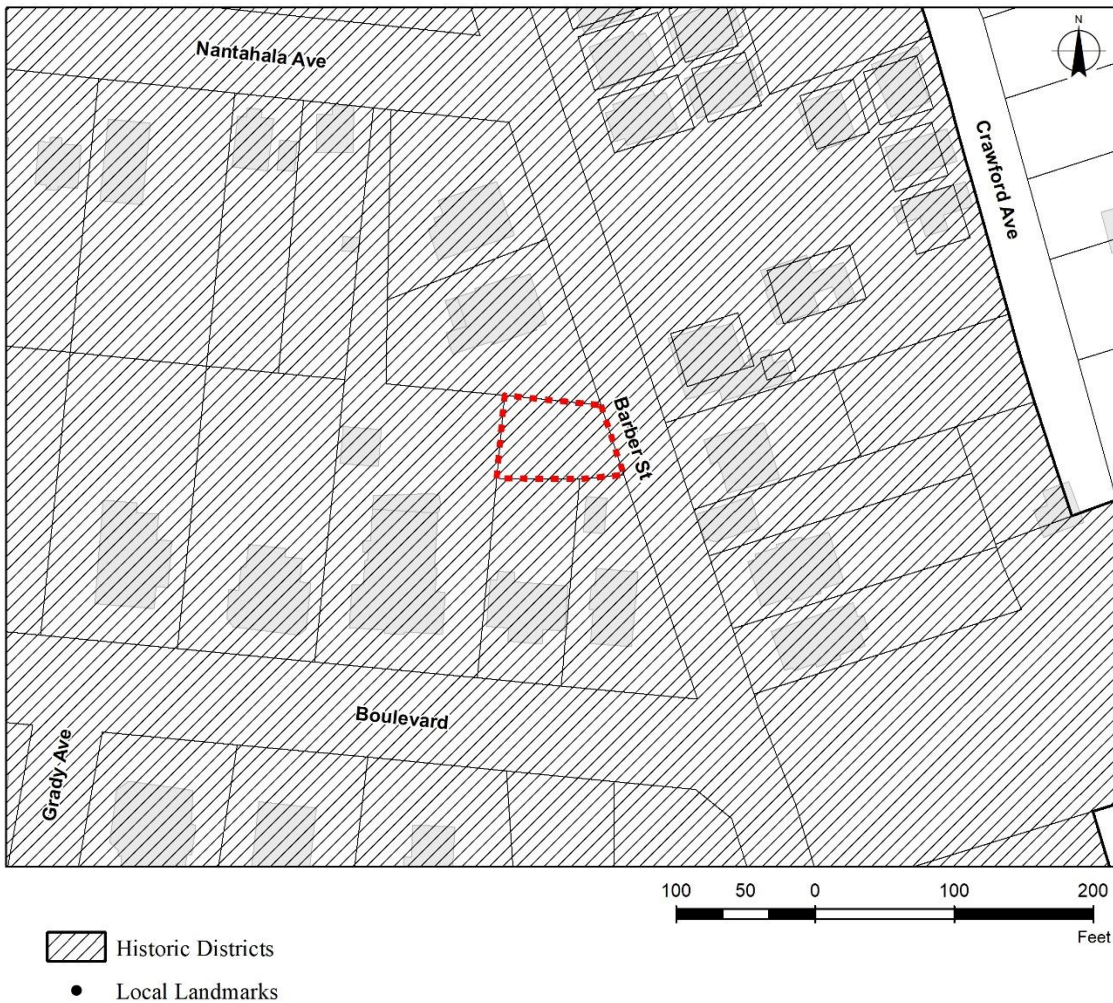 Nantahala Ave
N
Crawford Ave
Barber St
Boulevard
Grady Ave
100 50 0 100 200
Feet
Historic Districts
Local Landmarks